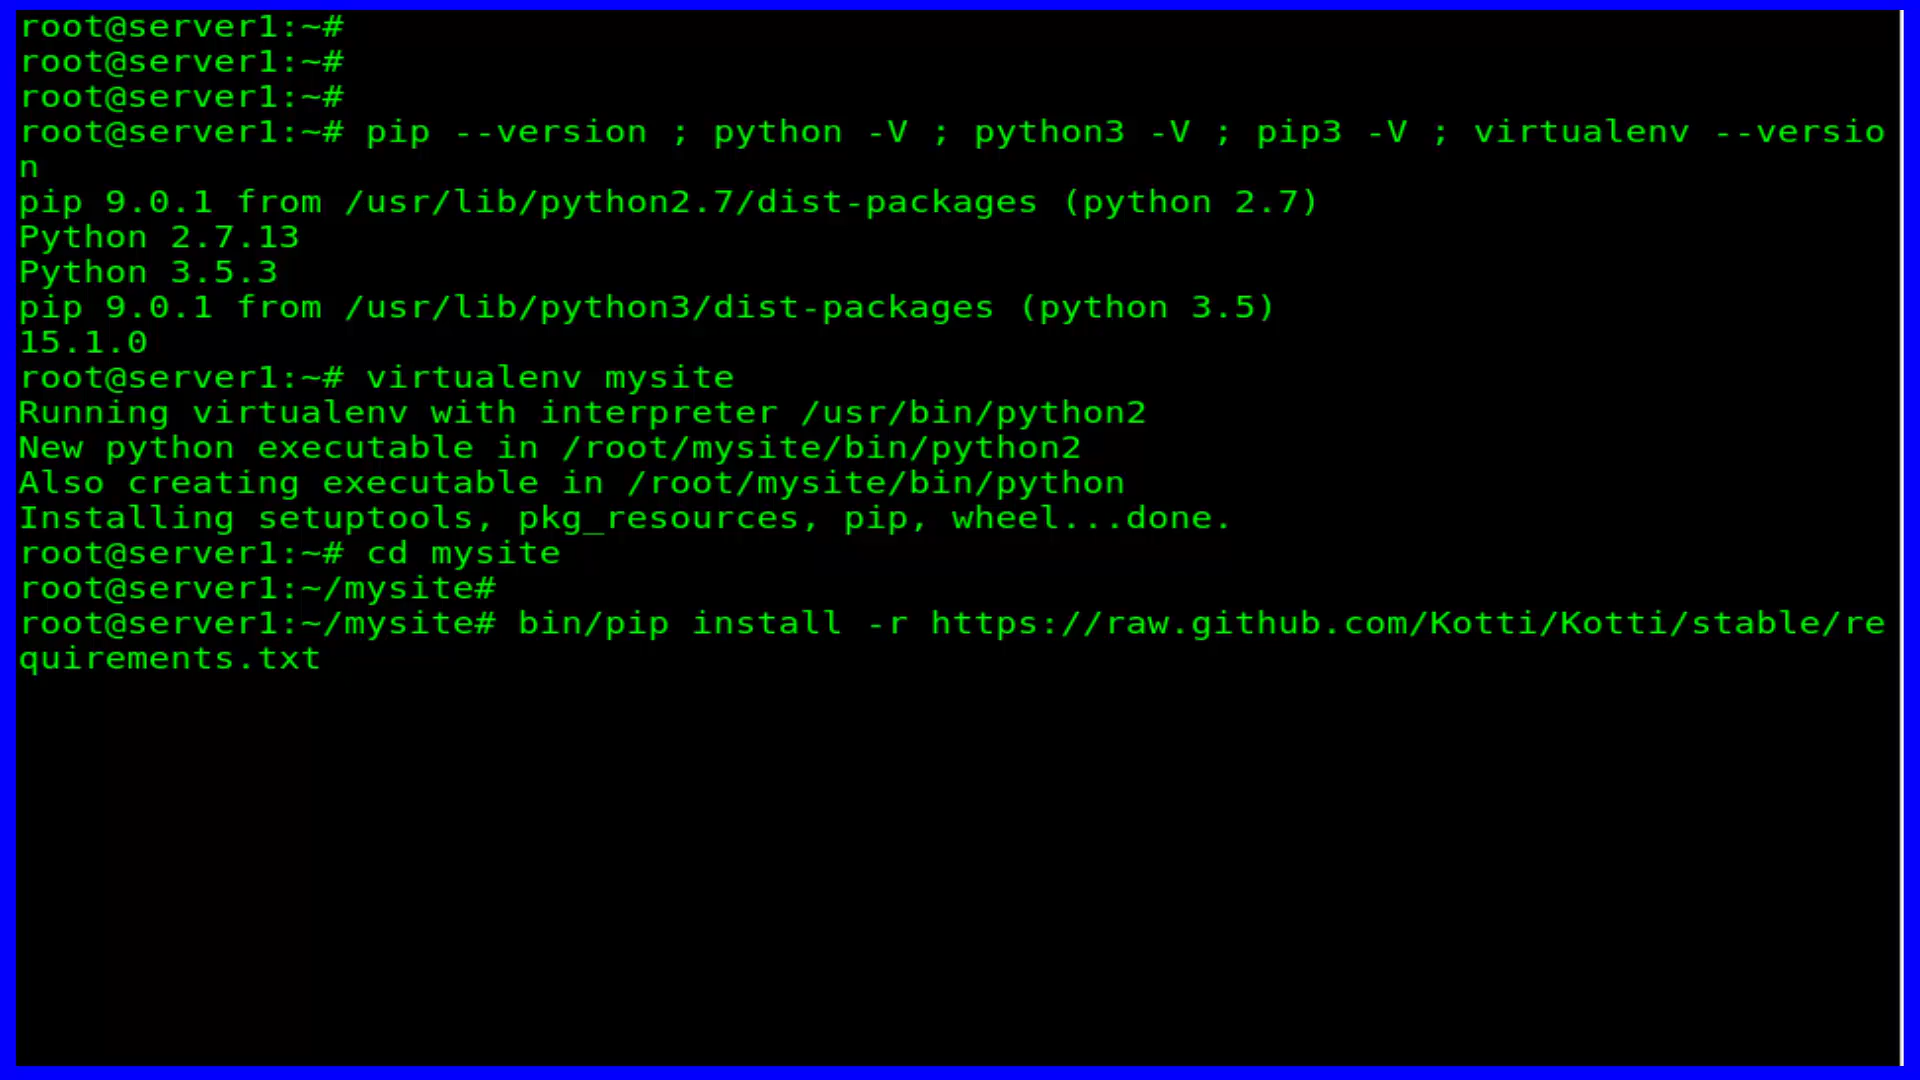 root@server1:~#
root@server1:~#
root@server1:~#
root@server1:~# pip --version ; python -V ; python3 -V ; pip3 -V ; virtualenv --versio
n
pip 9.0.1 from /usr/lib/python2.7/dist-packages (python 2.7)
Python 2.7.13
Python 3.5.3
pip 9.0.1 from /usr/lib/python3/dist-packages (python 3.5)
15.1.0
root@server1:~# virtualenv mysite
Running virtualenv with interpreter /usr/bin/python2
New python executable in /root/mysite/bin/python2
Also creating executable in /root/mysite/bin/python
Installing setuptools, pkg_resources, pip, wheel...done.
root@server1:~# cd mysite
root@server1:~/mysite#
root@server1:~/mysite# bin/pip install -r https://raw.github.com/Kotti/Kotti/stable/re
quirements.txt